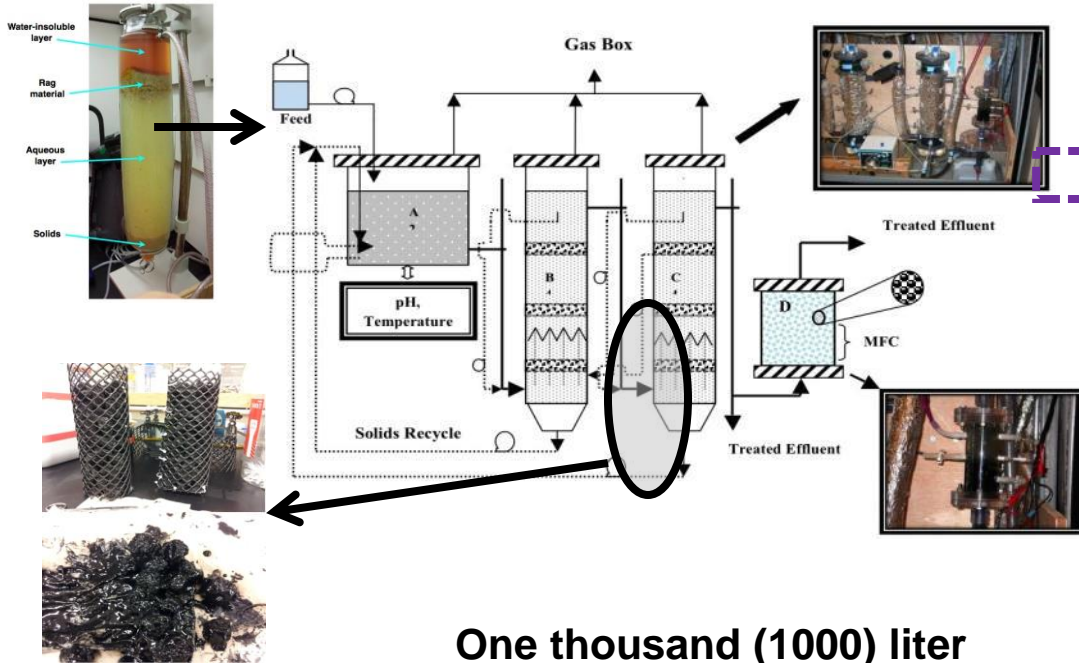 Water-insoluble
layer
Rag
material
Aqueous
layer
Solids
Gas Box
Feed
A
B
C
pH,
Temperature
Solids Recycle
Treated Effluent
D
MFC
Treated Effluent
One thousand (1000) liter